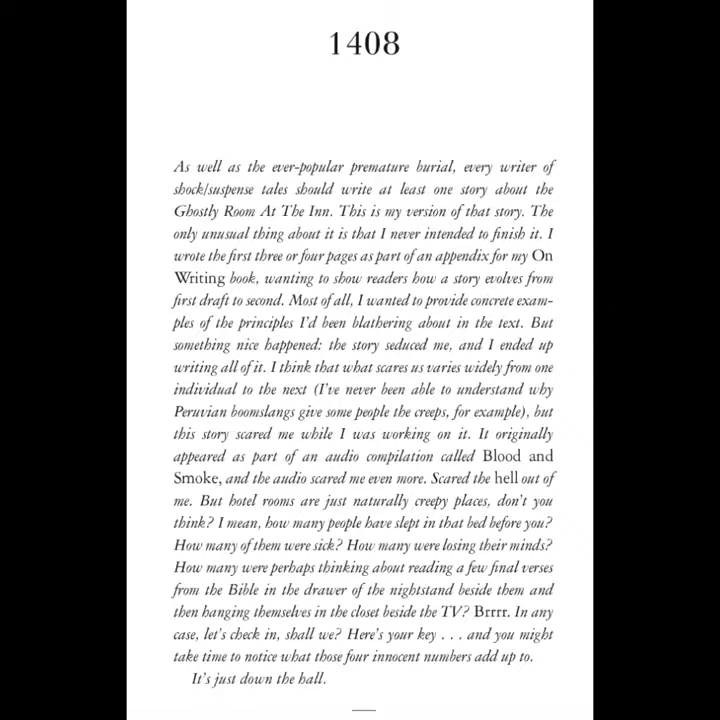 1408
As well as the ever-popular premature burial, every writer of
shock/suspense tales should write at least one story about the
Ghostly Room At The Inn. This is my version of that story. The
only unusual thing about it is that I never intended to finish it. I
wrote the first three or four pages as part of an appendix for my On
Writing book, wanting to show readers how a story evolves from
first draft to second. Most of all, I wanted to provide concrete exam-
ples of the principles I'd been blathering about in the text. But
something nice happened: the story seduced me, and I ended up
writing all of it. I think that what scares us varies widely from one
individual to the next (I've never been able to understand why
Peruvian boomslangs give some people the creeps, for example), but
this story scared me while I was working on it. It originally
appeared as part of an audio compilation called Blood and
Smoke, and the audio scared me even more. Scared the hell out of
me. But hotel rooms are just naturally creepy places, don't you
think? I mean, how many people have slept in that bed before you?
How many of them were sick? How many were losing their minds?
How many were perhaps thinking about reading a few final verses
from the Bible in the drawer of the nightstand beside them and
then hanging themselves in the closet beside the TV? Brrrr. In any
case, let's check in, shall we? Here's your key . . . and you might
take time to notice what those four innocent numbers add up to.
It's just down the hall.